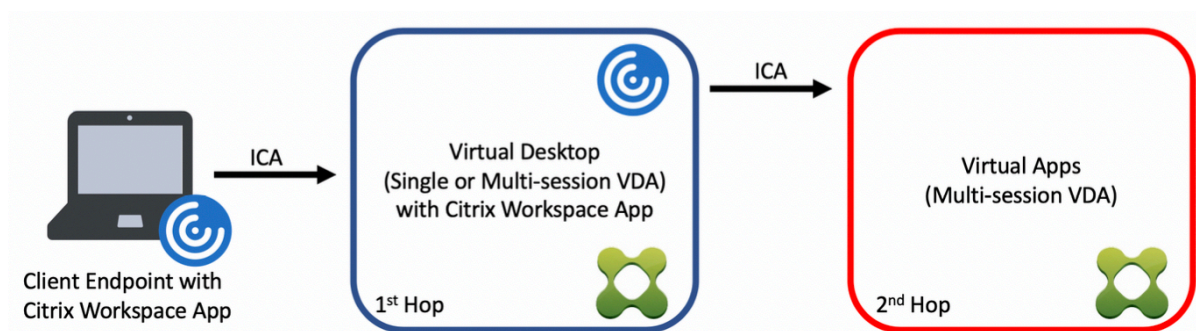 Client Endpoint with
Citrix Workspace App
ICA
Virtual Desktop
(Single or Multi-session VDA)
with Citrix Workspace App
1st Hop
ICA
Virtual Apps
(Multi-session VDA)
2nd Hop